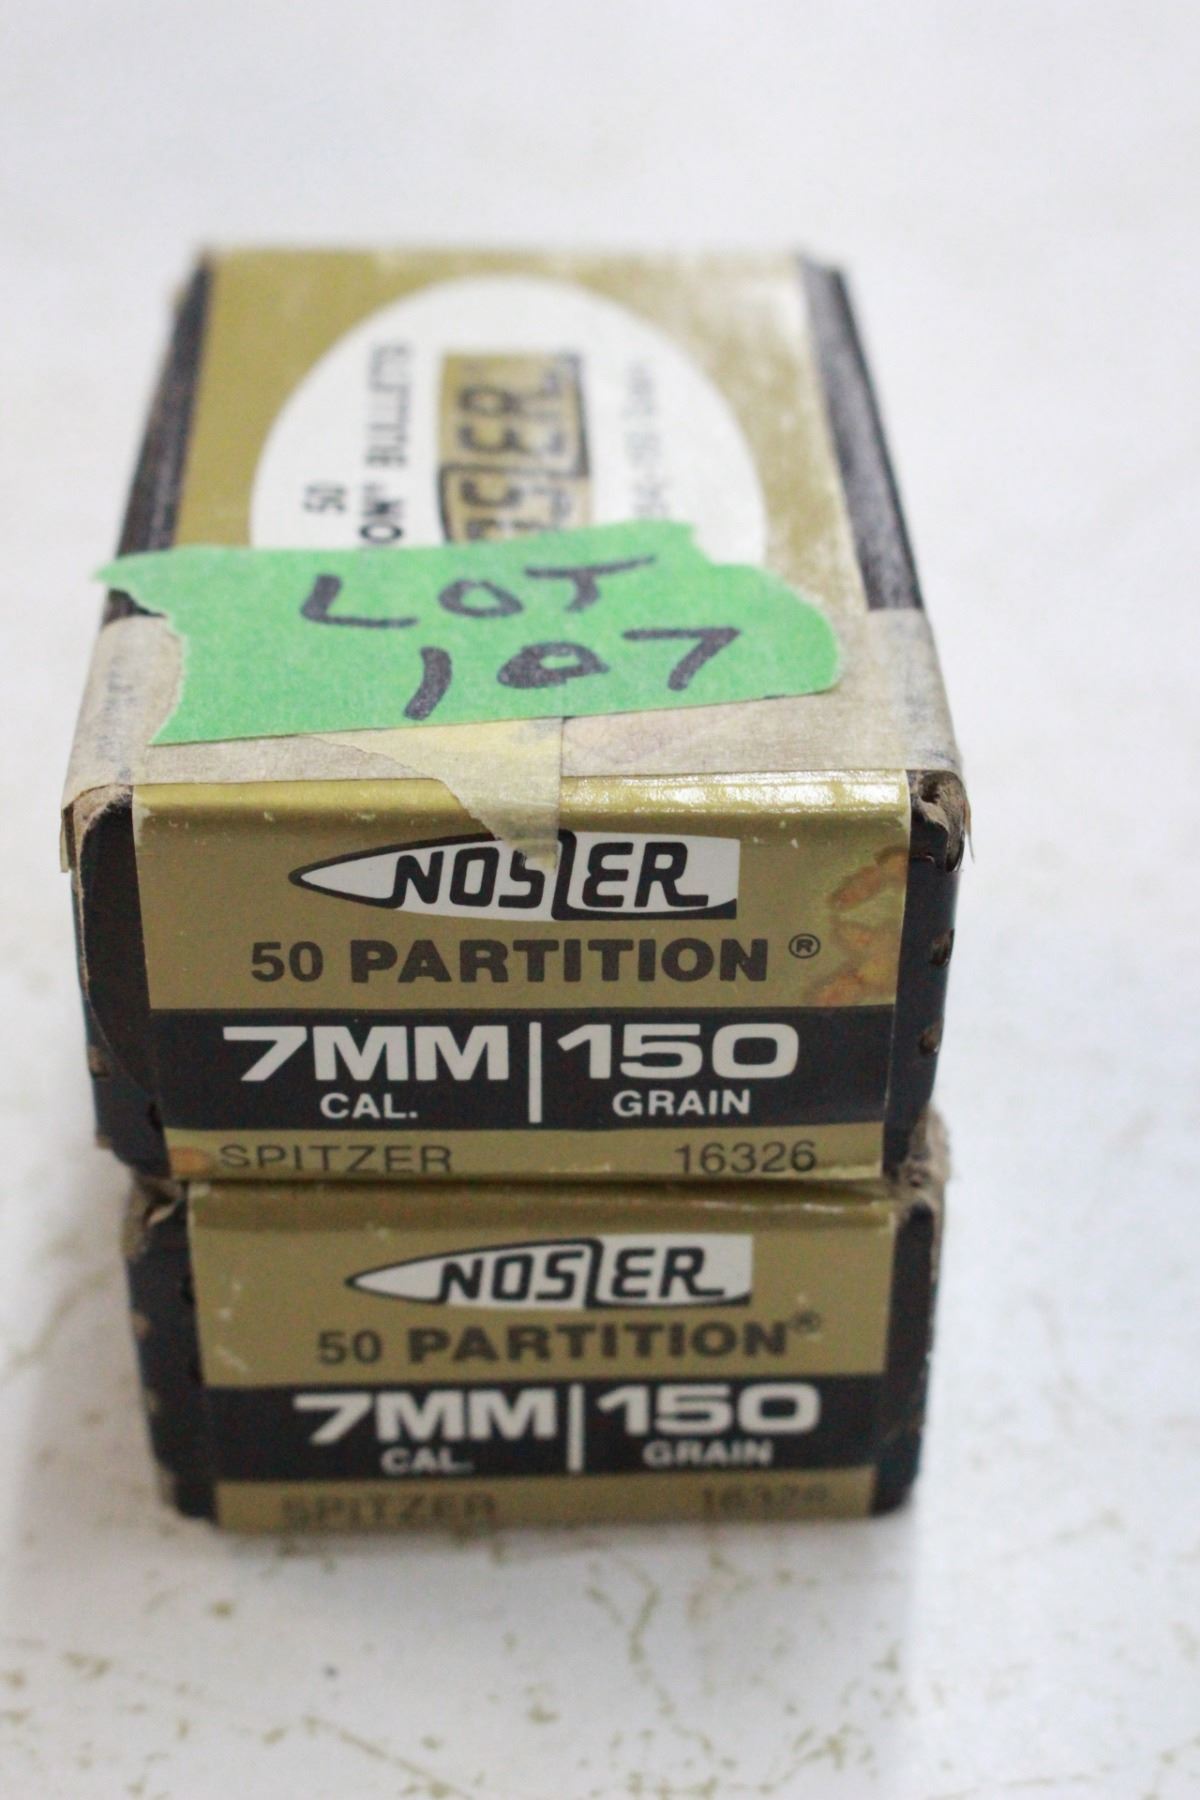 50
BULLETS
LOT
107
NOSLER
50 PARTITION®
7MM | 150
CAL. GRAIN
SPITZER 16326
NOSLER
50 PARTITION®
7MM | 150
CAL. GRAIN
SPITZER 16326